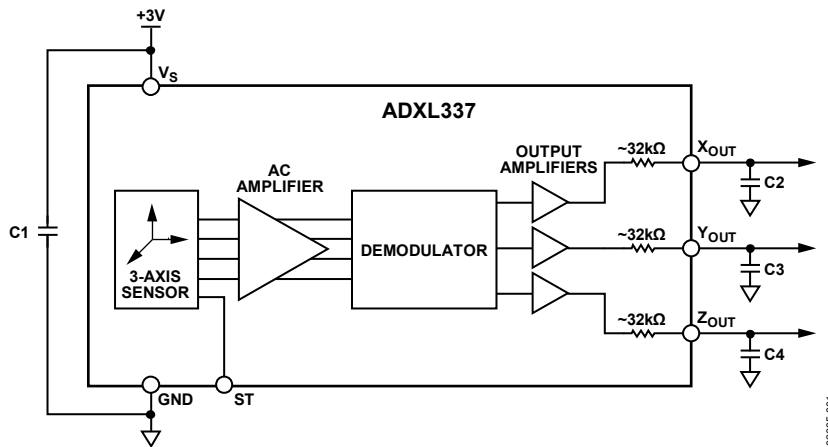 +3V
VS
ADXL337
AC
AMPLIFIER
OUTPUT
AMPLIFIERS
~32kΩ
XOUT
C2
C1
3-AXIS
SENSOR
DEMODULATOR
~32kΩ
YOUT
C3
~32kΩ
ZOUT
C4
GND
ST